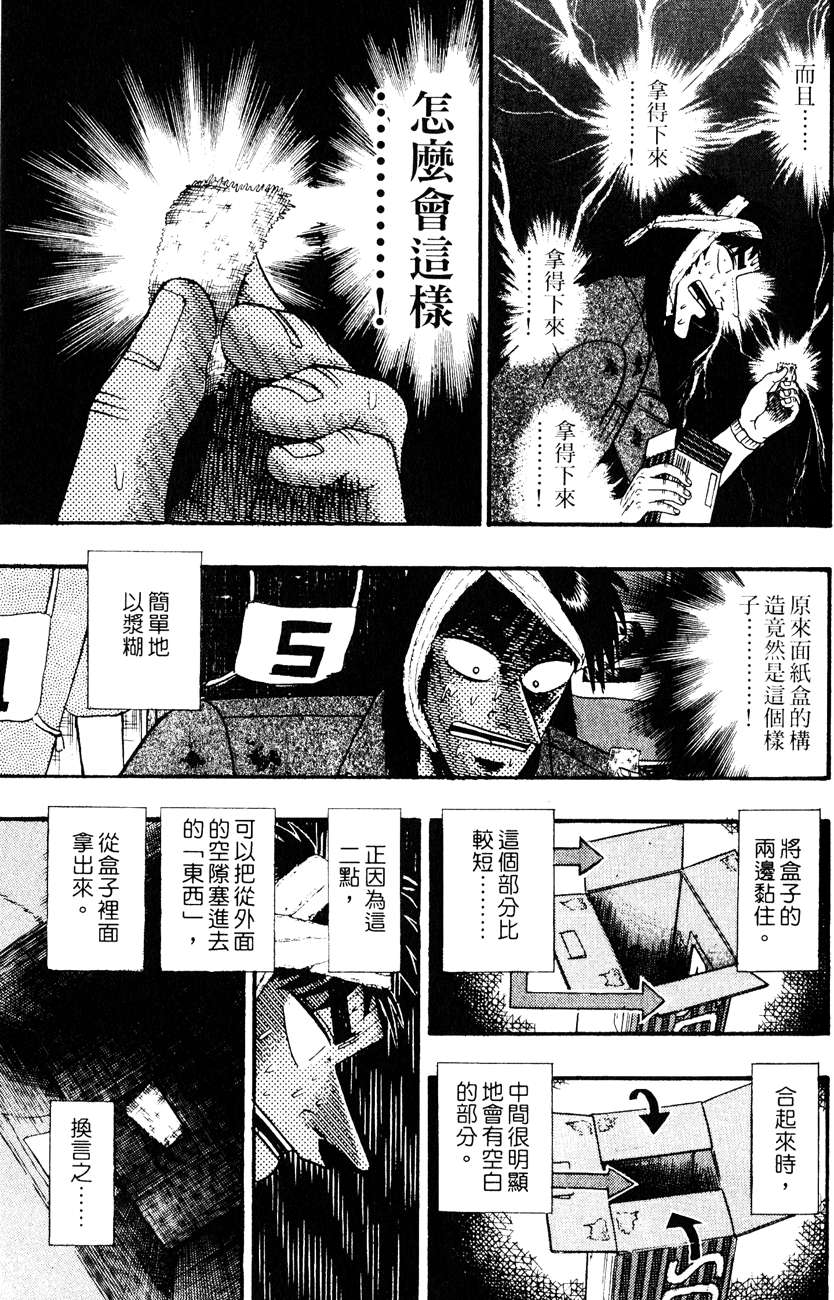 而且……
拿得下來
……！
拿得下來
……！
拿得下來
……！
怎麼會這樣
…………！
原來面紙盒的構
造竟然是這個樣
子………！
5
1
簡單地
以漿糊
將盒子的
兩邊黏住。
這個部分比
較短………
合起來時，
中間很明顯
地會有空白
的部分。
正因為這
二點，
可以把從外面
的空隙塞進去
的「東西」，
從盒子裡面
拿出來。
換言之……